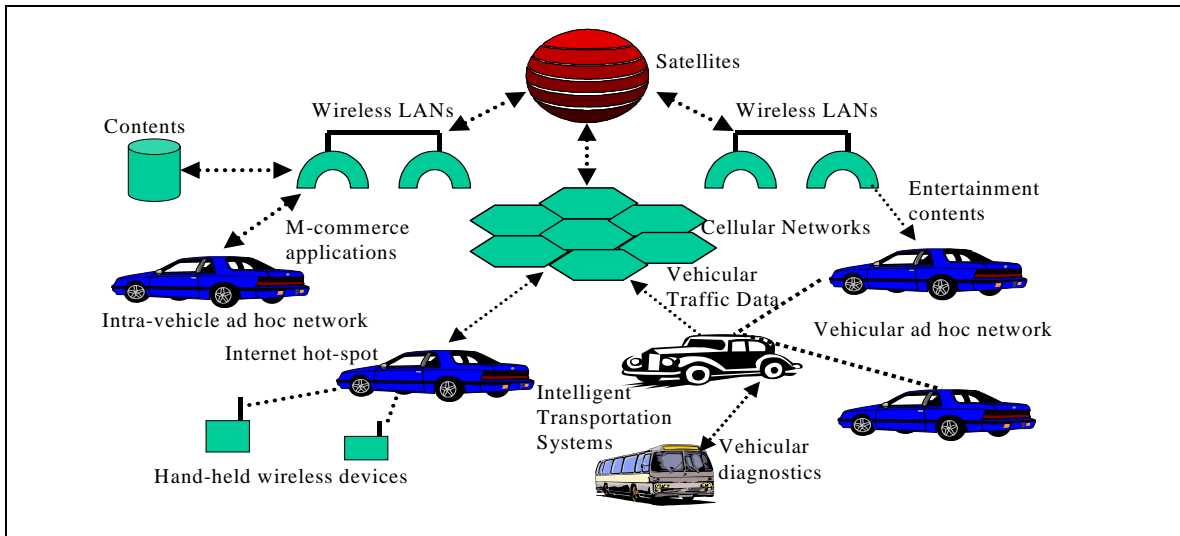 Satellites
Wireless LANs
Wireless LANs
Contents
Entertainment
contents
M-commerce
applications
Cellular Networks
Vehicular
Traffic Data
Intra-vehicle ad hoc network
Vehicular ad hoc network
Internet hot-spot
Intelligent
Transportation
Systems
Vehicular
diagnostics
Hand-held wireless devices